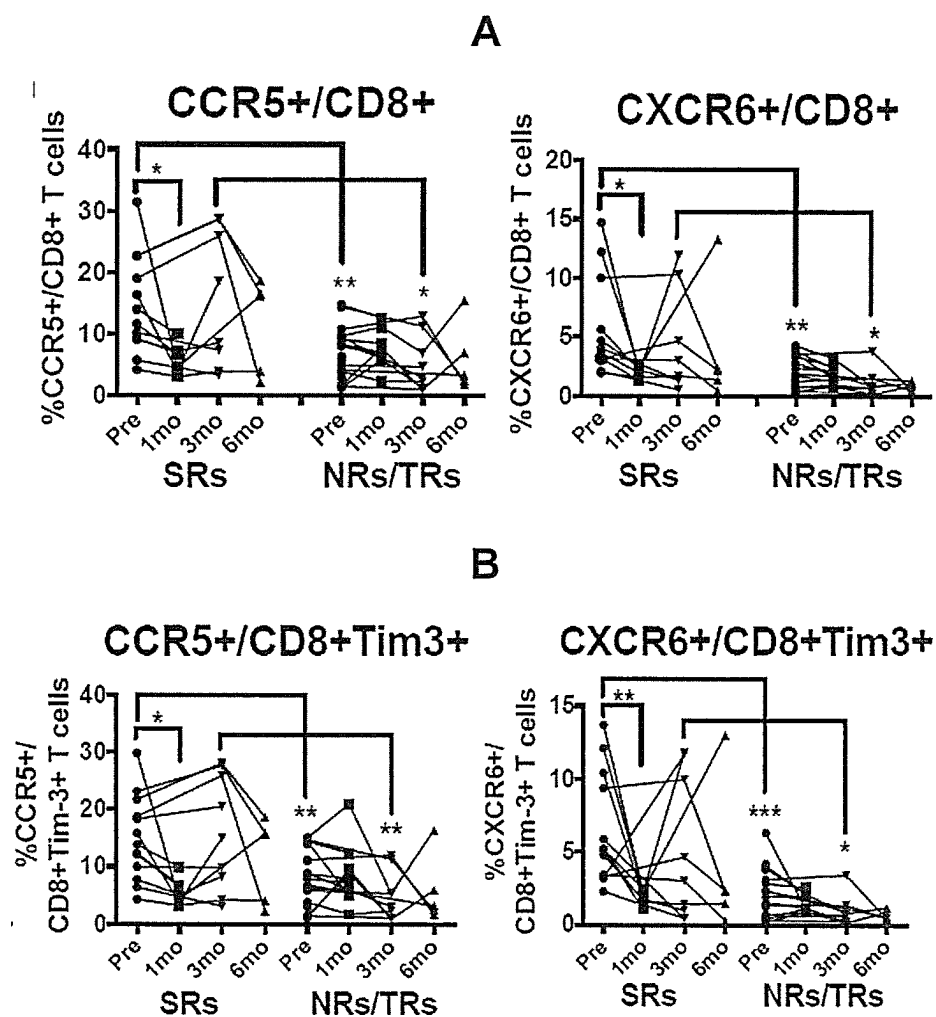 A
CCR5+/CD8+
%CCR5+/CD8+ T cells
40
30
20
10
0
*
**
*
Pre 1mo 3mo 6mo Pre 1mo 3mo 6mo
SRs NRs/TRs
CXCR6+/CD8+
%CXCR6+/CD8+ T cells
20
15
10
5
0
*
**
*
Pre 1mo 3mo 6mo Pre 1mo 3mo 6mo
SRs NRs/TRs
B
CCR5+/CD8+Tim3+
%CCR5+/
CD8+Tim-3+ T cells
40
30
20
10
0
*
**
**
Pre 1mo 3mo 6mo Pre 1mo 3mo 6mo
SRs NRs/TRs
CXCR6+/CD8+Tim3+
%CXCR6+/
CD8+Tim-3+ T cells
15
10
5
0
**
***
*
Pre 1mo 3mo 6mo Pre 1mo 3mo 6mo
SRs NRs/TRs